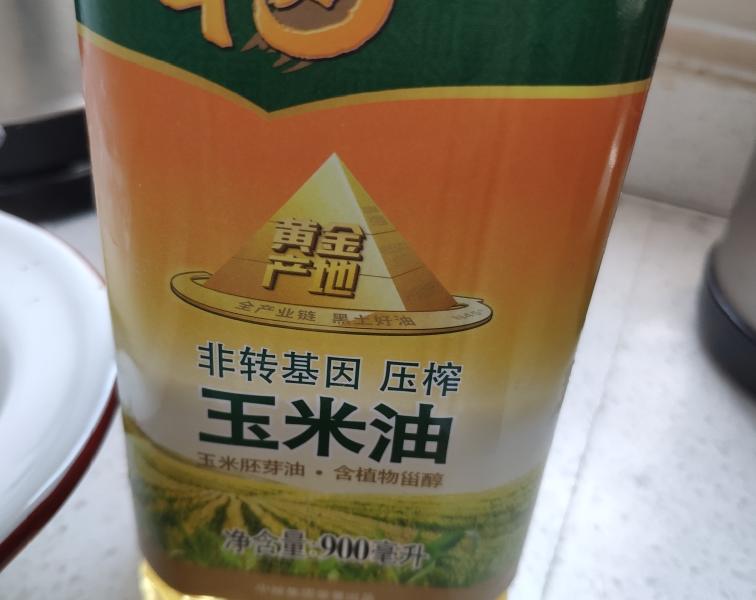 黄金
产地
全产业链 黑土好油
非转基因 压榨
玉米油
玉米胚芽油·含植物甾醇
净含量:900毫升